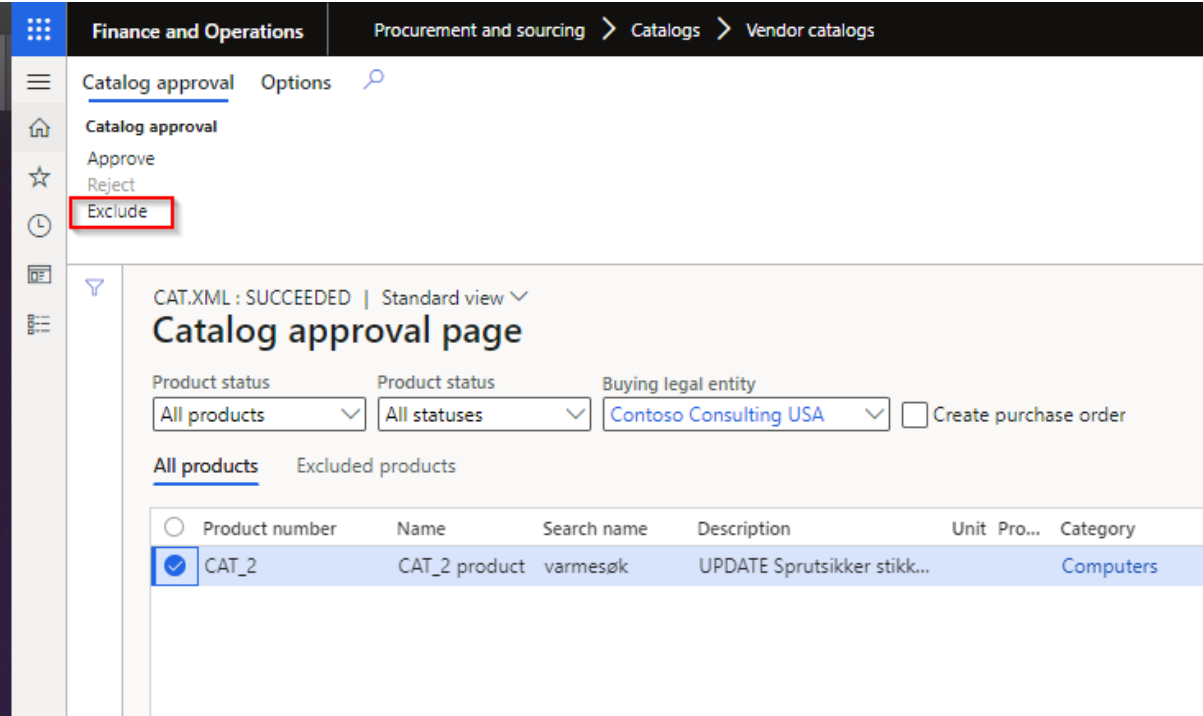 Finance and Operations Procurement and sourcing > Catalogs > Vendor catalogs
Catalog approval Options
Catalog approval
Approve
Reject
Exclude
CAT.XML : SUCCEEDED | Standard view
Catalog approval page
Product status Product status Buying legal entity
All products All statuses Contoso Consulting USA Create purchase order
All products Excluded products
Product number Name Search name Description Unit Pro... Category
CAT_2 CAT_2 product varmesøk UPDATE Sprutsikker stikk... Computers